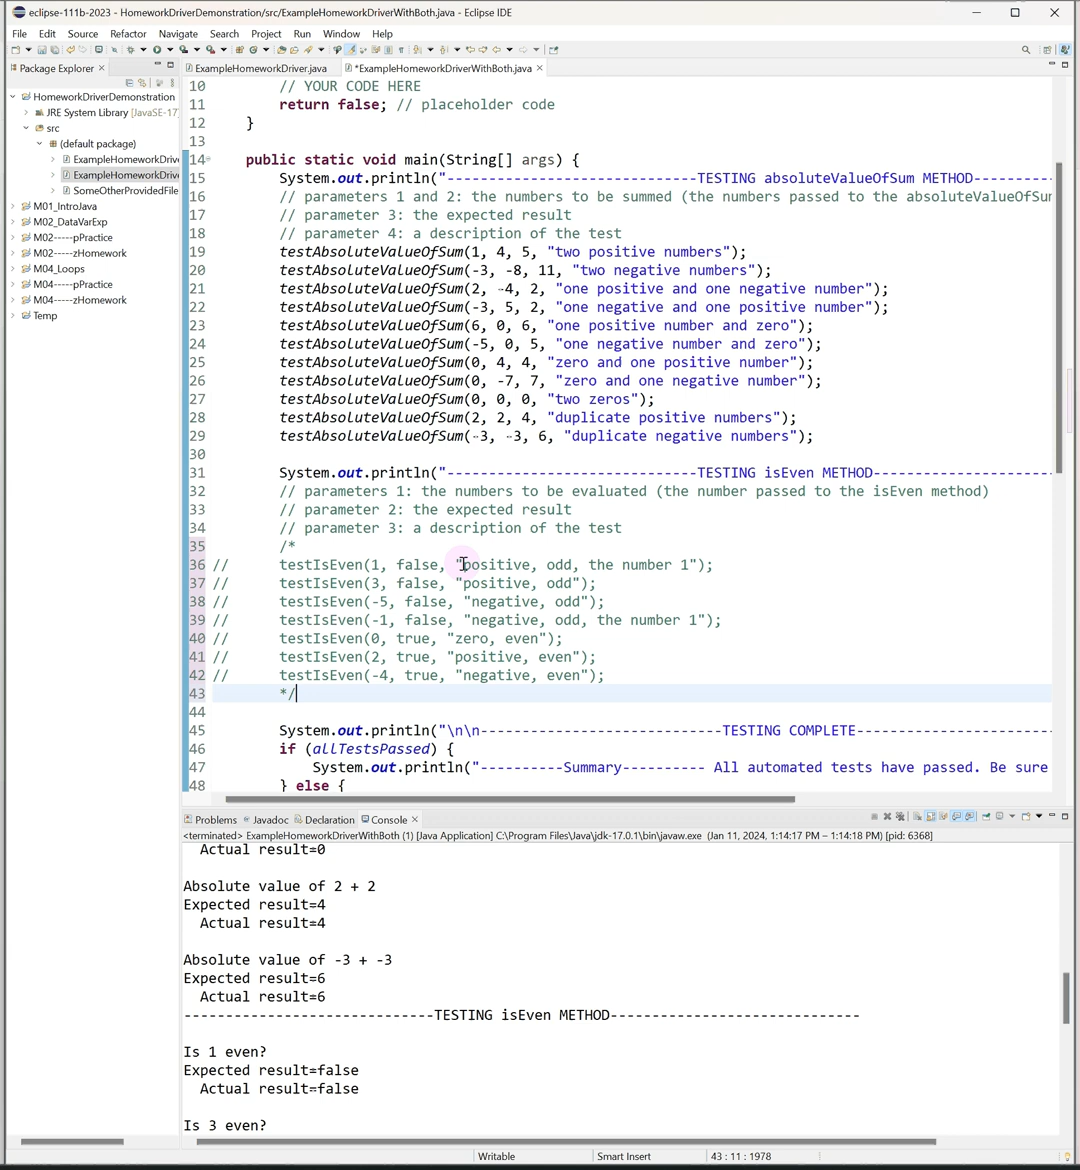 eclipse-111b-2023 - HomeworkDriverDemonstration/src/ExampleHomeworkDriverWithBoth.java - Eclipse IDE
File Edit Source Refactor Navigate Search Project Run Window Help
Package Explorer
ExampleHomeworkDriver.java
*ExampleHomeworkDriverWithBoth.java
HomeworkDriverDemonstration
JRE System Library [JavaSE-17]
src
(default package)
ExampleHomeworkDrive
ExampleHomeworkDrive
SomeOtherProvidedFile
M01_IntroJava
M02_DataVarExp
M02-----pPractice
M02-----zHomework
M04_Loops
M04-----pPractice
M04-----zHomework
Temp
10 // YOUR CODE HERE
11 return false; // placeholder code
12 }
13
14 public static void main(String[] args) {
15 System.out.println("------------------------------TESTING absoluteValueOfSum METHOD---------
16 // parameters 1 and 2: the numbers to be summed (the numbers passed to the absoluteValueOfSum
17 // parameter 3: the expected result
18 // parameter 4: a description of the test
19 testAbsoluteValueOfSum(1, 4, 5, "two positive numbers");
20 testAbsoluteValueOfSum(-3, -8, 11, "two negative numbers");
21 testAbsoluteValueOfSum(2, -4, 2, "one positive and one negative number");
22 testAbsoluteValueOfSum(-3, 5, 2, "one negative and one positive number");
23 testAbsoluteValueOfSum(6, 0, 6, "one positive number and zero");
24 testAbsoluteValueOfSum(-5, 0, 5, "one negative number and zero");
25 testAbsoluteValueOfSum(0, 4, 4, "zero and one positive number");
26 testAbsoluteValueOfSum(0, -7, 7, "zero and one negative number");
27 testAbsoluteValueOfSum(0, 0, 0, "two zeros");
28 testAbsoluteValueOfSum(2, 2, 4, "duplicate positive numbers");
29 testAbsoluteValueOfSum(-3, -3, 6, "duplicate negative numbers");
30
31 System.out.println("------------------------------TESTING isEven METHOD---------------------
32 // parameters 1: the numbers to be evaluated (the number passed to the isEven method)
33 // parameter 2: the expected result
34 // parameter 3: a description of the test
35 /*
36 // testIsEven(1, false, "positive, odd, the number 1");
37 // testIsEven(3, false, "positive, odd");
38 // testIsEven(-5, false, "negative, odd");
39 // testIsEven(-1, false, "negative, odd, the number 1");
40 // testIsEven(0, true, "zero, even");
41 // testIsEven(2, true, "positive, even");
42 // testIsEven(-4, true, "negative, even");
43 */
44
45 System.out.println("\n\n-----------------------------TESTING COMPLETE-----------------------
46 if (allTestsPassed) {
47 System.out.println("----------Summary---------- All automated tests have passed. Be sure
48 } else {
Problems Javadoc Declaration Console
<terminated> ExampleHomeworkDriverWithBoth (1) [Java Application] C:\Program Files\Java\jdk-17.0.1\bin\javaw.exe (Jan 11, 2024, 1:14:17 PM – 1:14:18 PM) [pid: 6368]
Actual result=0
Absolute value of 2 + 2
Expected result=4
Actual result=4
Absolute value of -3 + -3
Expected result=6
Actual result=6
------------------------------TESTING isEven METHOD------------------------------
Is 1 even?
Expected result=false
Actual result=false
Is 3 even?
Writable Smart Insert 43 : 11 : 1978